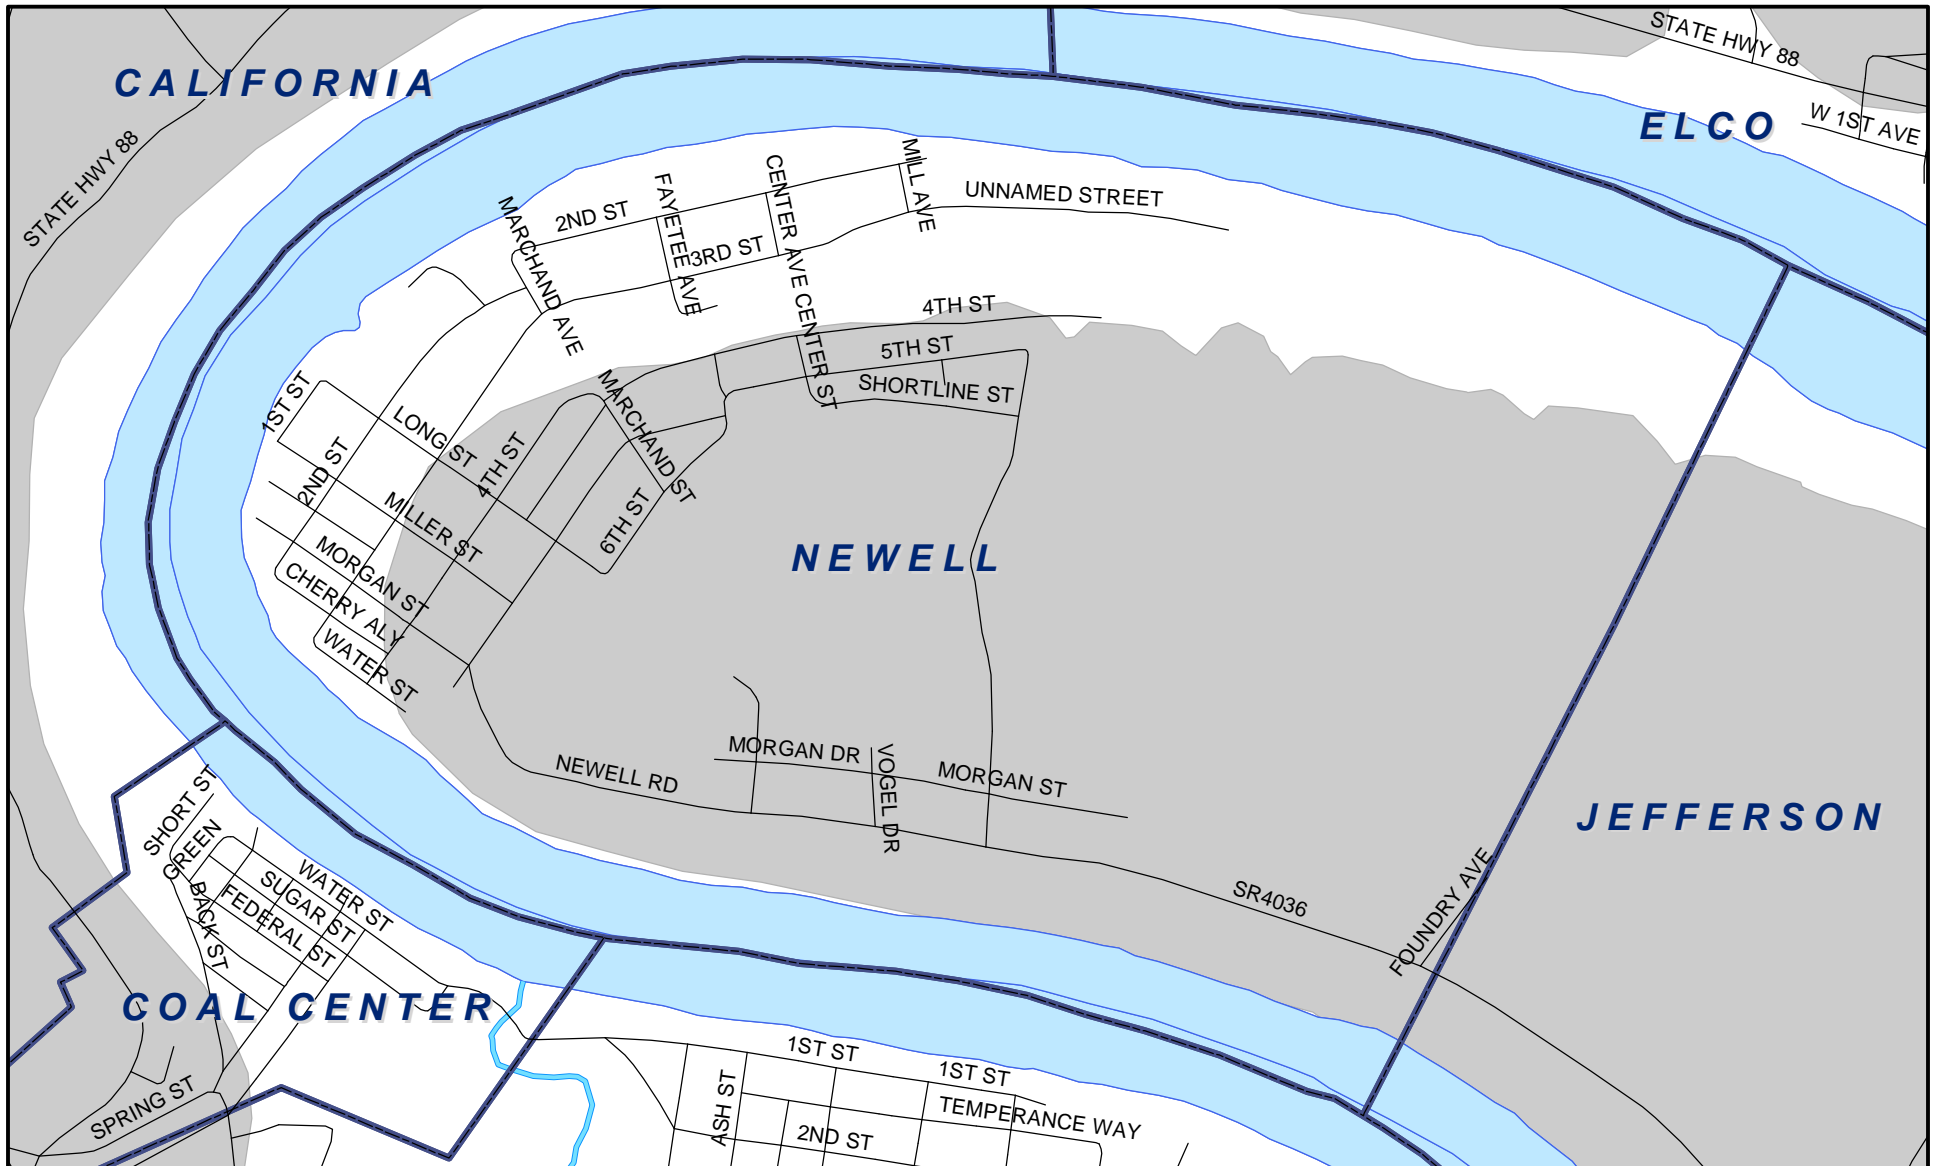 STATE HWY 88
CALIFORNIA
ELCO
W 1ST AVE
STATE HWY 88
MILL AVE
CENTER AVE
UNNAMED STREET
FAYETEE AVE
MARCHAND AVE
2ND ST
3RD ST
4TH ST
CENTER ST
5TH ST
SHORTLINE ST
MARCHAND ST
1ST ST
LONG ST
4TH ST
2ND ST
MILLER ST
6TH ST
NEWELL
MORGAN ST
CHERRY ALY
WATER ST
MORGAN DR
VOGEL DR
MORGAN ST
NEWELL RD
JEFFERSON
SHORT ST
GREEN
WATER ST
SUGAR ST
FEDERAL ST
BACK ST
SR4036
FOUNDRY AVE
COAL CENTER
1ST ST
1ST ST
ASH ST
TEMPERANCE WAY
SPRING ST
2ND ST